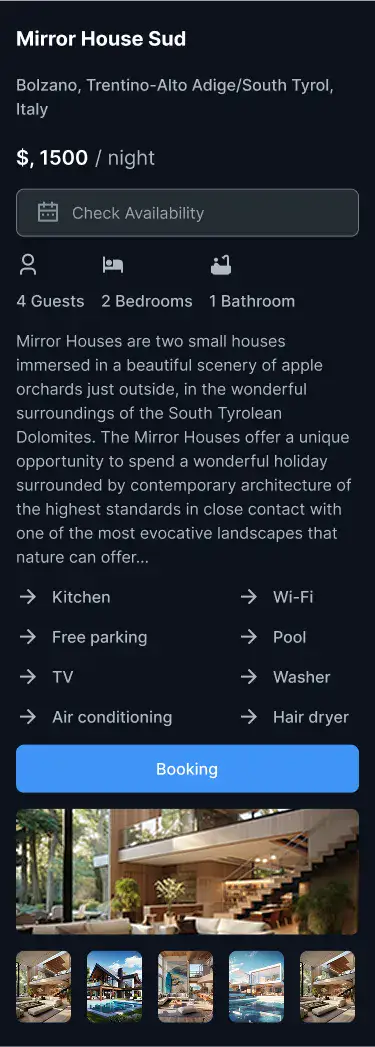 Mirror House Sud
Bolzano, Trentino-Alto Adige/South Tyrol,
Italy
$, 1500 / night
Check Availability
4 Guests 2 Bedrooms 1 Bathroom
Mirror Houses are two small houses
immersed in a beautiful scenery of apple
orchards just outside, in the wonderful
surroundings of the South Tyrolean
Dolomites. The Mirror Houses offer a unique
opportunity to spend a wonderful holiday
surrounded by contemporary architecture of
the highest standards in close contact with
one of the most evocative landscapes that
nature can offer...
Kitchen Wi-Fi
Free parking Pool
TV Washer
Air conditioning Hair dryer
Booking